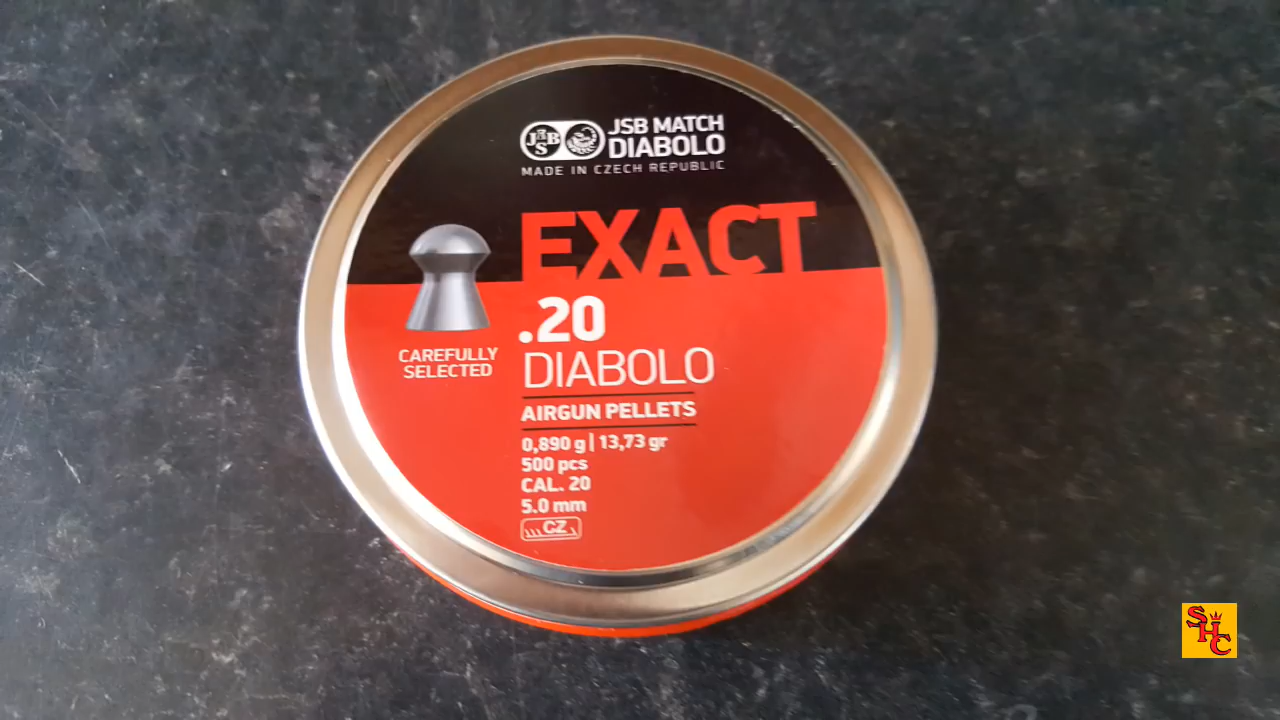 JSB MATCH
DIABOLO
MADE IN CZECH REPUBLIC
EXACT
.20
DIABOLO
CAREFULLY
SELECTED
AIRGUN PELLETS
0,890 g | 13,73 gr
500 pcs
CAL. 20
5.0 mm
CZ
SHC